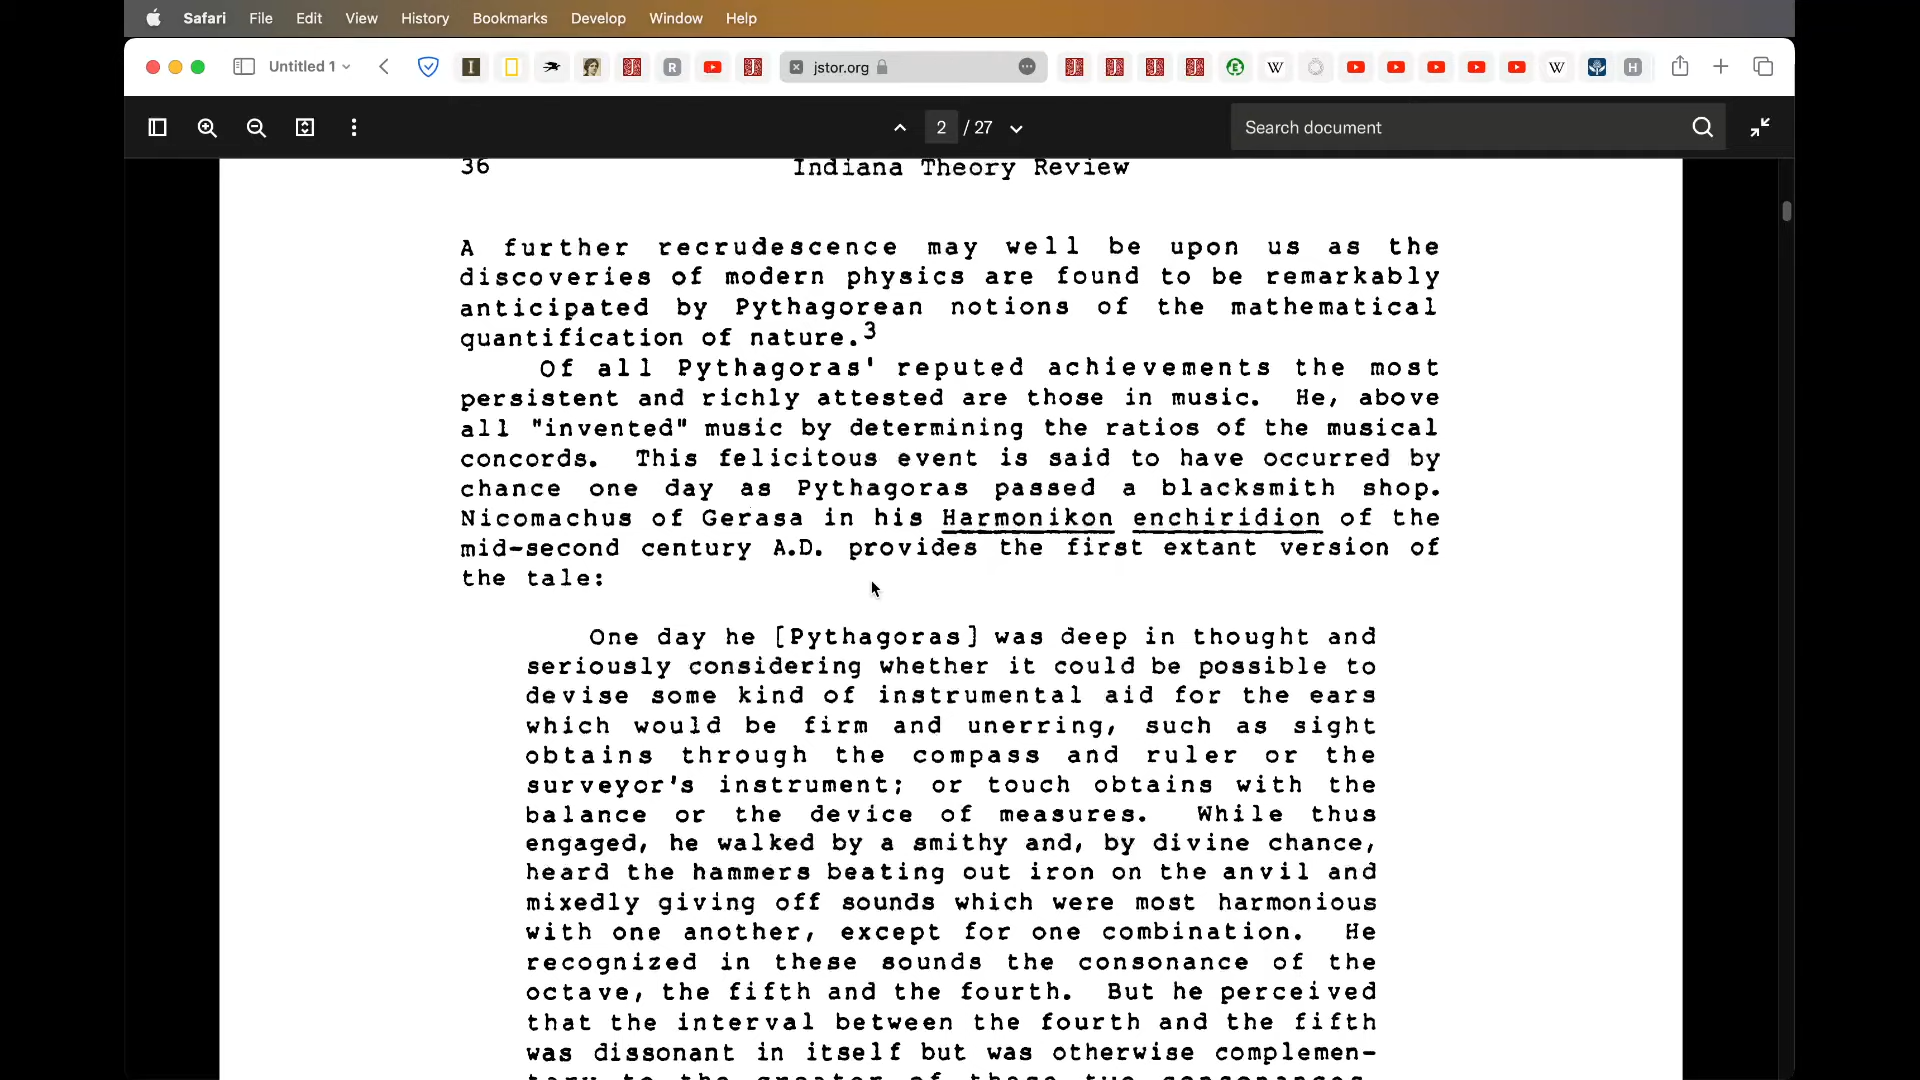 Safari File Edit View History Bookmarks Develop Window Help
Untitled 1
jstor.org
2 / 27
Search document
36 Indiana Theory Review
A further recrudescence may well be upon us as the
discoveries of modern physics are found to be remarkably
anticipated by Pythagorean notions of the mathematical
quantification of nature.3
Of all Pythagoras' reputed achievements the most
persistent and richly attested are those in music. He, above
all "invented" music by determining the ratios of the musical
concords. This felicitous event is said to have occurred by
chance one day as Pythagoras passed a blacksmith shop.
Nicomachus of Gerasa in his Harmonikon enchiridion of the
mid-second century A.D. provides the first extant version of
the tale:
One day he [Pythagoras] was deep in thought and
seriously considering whether it could be possible to
devise some kind of instrumental aid for the ears
which would be firm and unerring, such as sight
obtains through the compass and ruler or the
surveyor's instrument; or touch obtains with the
balance or the device of measures. While thus
engaged, he walked by a smithy and, by divine chance,
heard the hammers beating out iron on the anvil and
mixedly giving off sounds which were most harmonious
with one another, except for one combination. He
recognized in these sounds the consonance of the
octave, the fifth and the fourth. But he perceived
that the interval between the fourth and the fifth
was dissonant in itself but was otherwise complemen-
tary to the greater of these two consonances.